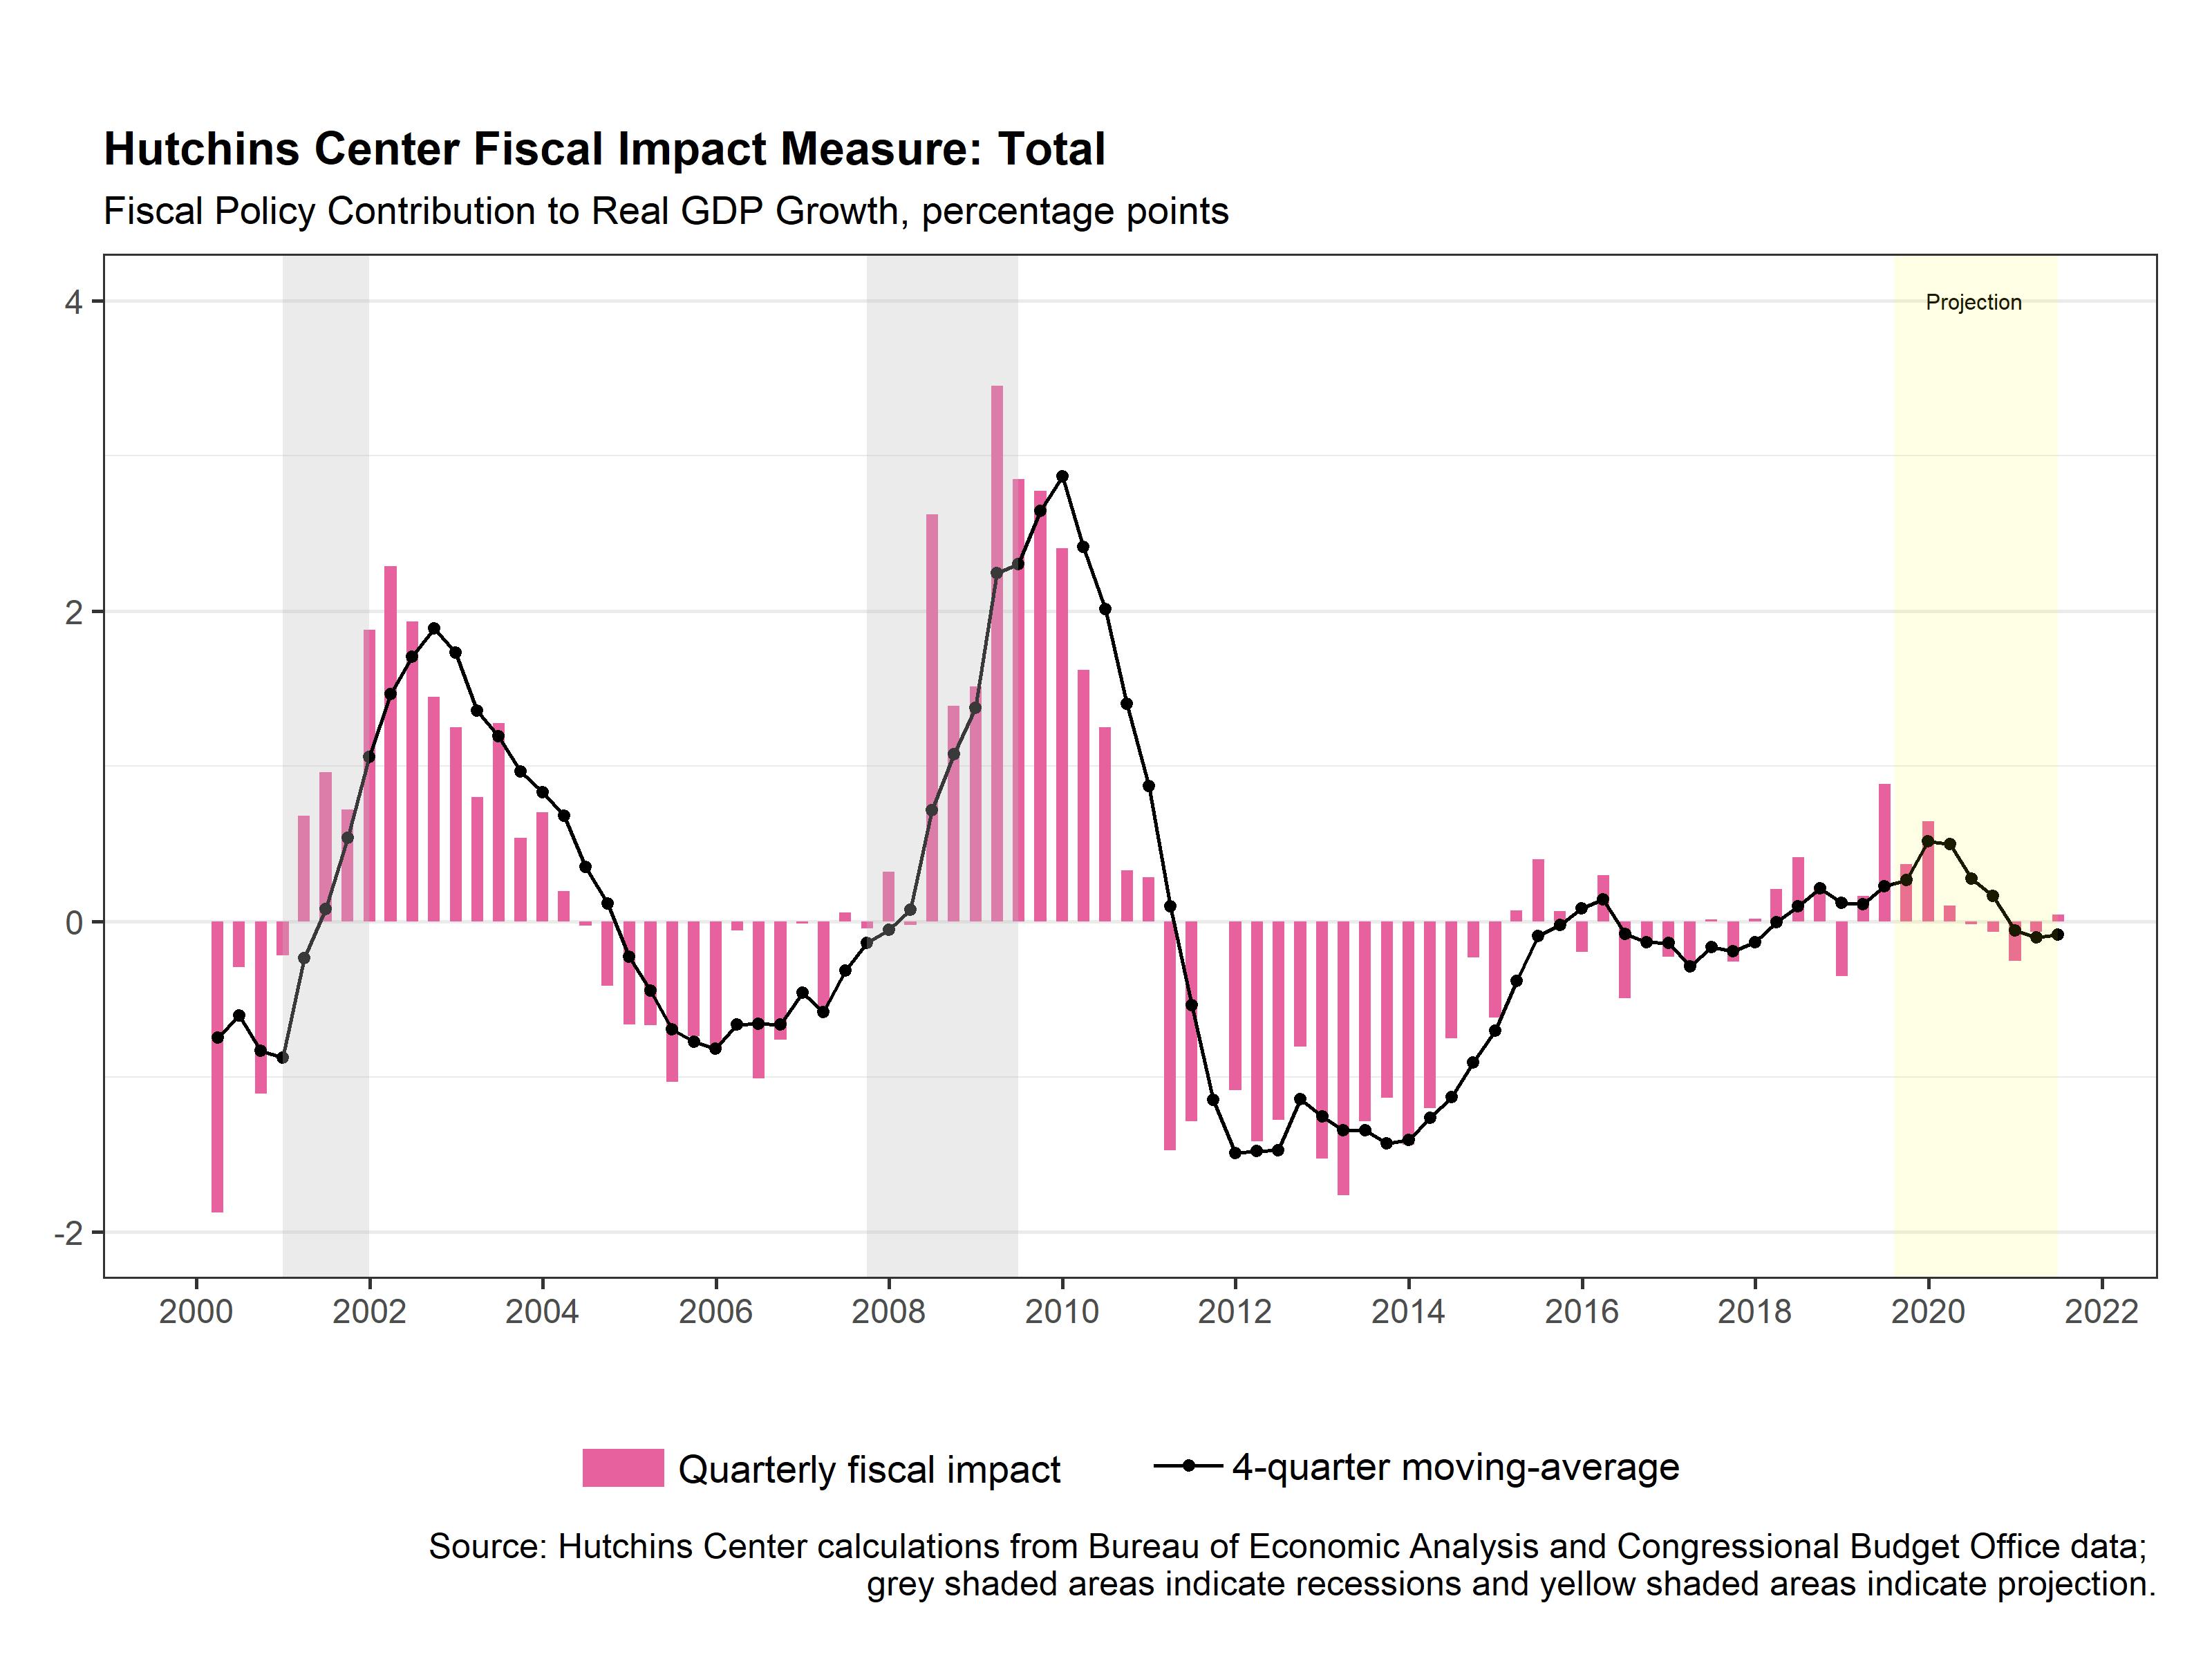 Hutchins Center Fiscal Impact Measure: Total
Fiscal Policy Contribution to Real GDP Growth, percentage points
4
Projection
2
0
-2
2000 2002 2004 2006 2008 2010 2012 2014 2016 2018 2020 2022
Quarterly fiscal impact 4-quarter moving-average
Source: Hutchins Center calculations from Bureau of Economic Analysis and Congressional Budget Office data;
grey shaded areas indicate recessions and yellow shaded areas indicate projection.